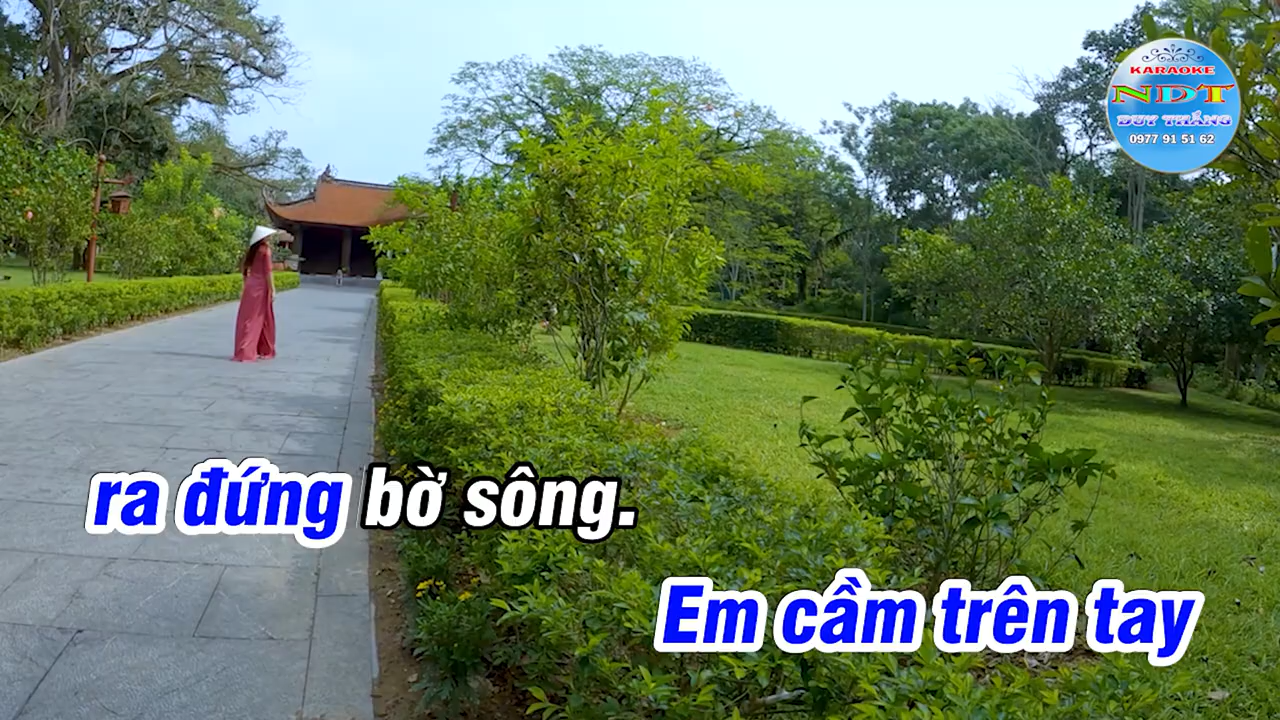 KARAOKE
NDT
DUY THẮNG
0977 91 51 62
ra đứng bờ sông.
Em cầm trên tay